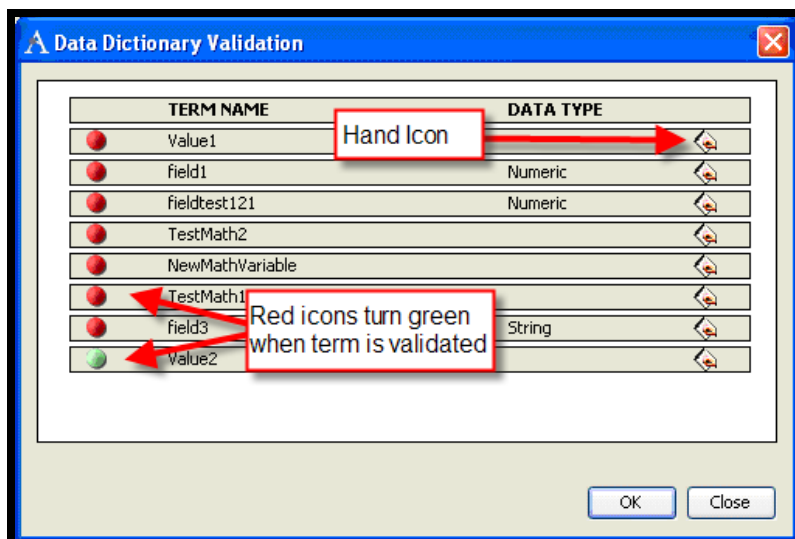 A Data Dictionary Validation
TERM NAME DATA TYPE
Value1
Hand Icon
field1 Numeric
fieldtest121 Numeric
TestMath2
NewMathVariable
TestMath1
Red icons turn green
when term is validated
field3 String
Value2
OK Close